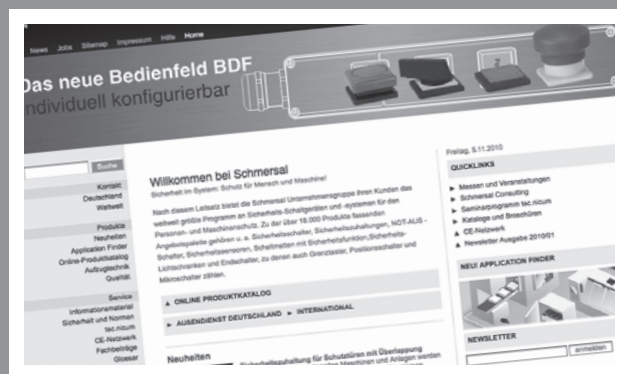 News Jobs Sitemap Impressum Hilfe Home
Das neue Bedienfeld BDF
individuell konfigurierbar
Suche
Kontakt
Deutschland
Weltweit
Produkte
Neuheiten
Application Finder
Online-Produktkatalog
Aufzugtechnik
Qualität
Service
Informationsmaterial
Sicherheit und Normen
tec.nicum
CE-Netzwerk
Fachbeiträge
Glossar
Willkommen bei Schmersal
Sicherheit im System: Schutz für Mensch und Maschine!
Nach diesem Leitsatz bietet die Schmersal Unternehmensgruppe ihren Kunden das
weltweit größte Programm an Sicherheits-Schaltgeräten und -systemen für den
Personen- und Maschinenschutz. Zu der über 18.000 Produkte fassenden
Angebotspalette gehören u. a. Sicherheitsschalter, Sicherheitszuhaltungen, NOT-AUS -
Schalter, Sicherheitssensoren, Schaltmatten mit Sicherheitsfunktion,Sicherheits-
Lichtschranken und Endschalter, zu denen auch Grenztaster, Positionsschalter und
Mikroschalter zählen.
▲ ONLINE PRODUKTKATALOG
► AUSENDIENST DEUTSCHLAND ► INTERNATIONAL
Neuheiten
Sicherheitszuhaltung für Schutztüren mit Überlappung
Maschinen und Anlagen werden
Freitag, 5.11.2010
QUICKLINKS
► Messen und Veranstaltungen
► Schmersal Consulting
► Seminarprogramm tec.nicum
► Kataloge und Broschüren
▲ CE-Netzwerk
▲ Newsletter Ausgabe 2010/01
NEU! APPLICATION FINDER
NEWSLETTER
anmelden